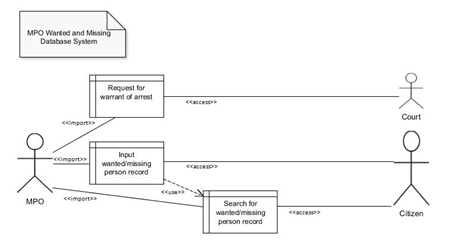 MPO Wanted and Missing
Database System
Request for
warrant of arrest
<<access>>
Court
<<import>>
Input
wanted/missing
person record
<<import>>
<<access>>
<<use>>
MPO
<<import>>
Search for
wanted/missing
person record
<<access>>
Citizen